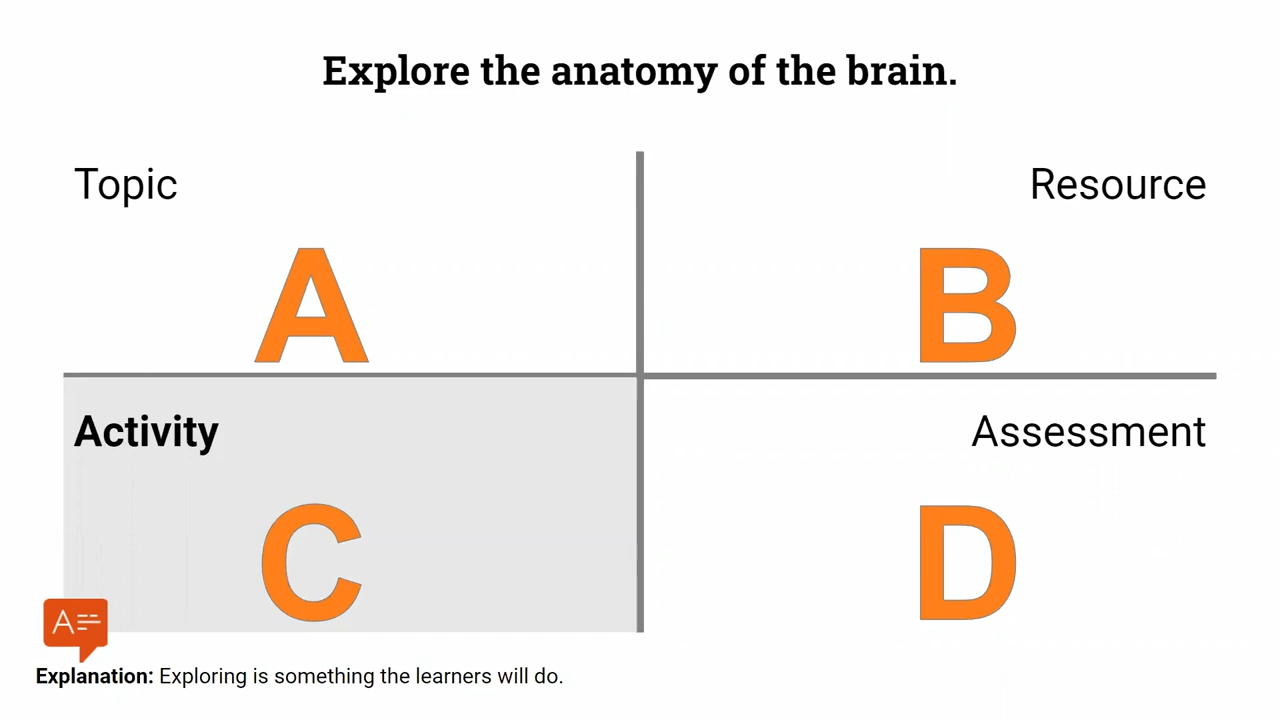 Explore the anatomy of the brain.
Topic
Resource
A
B
Activity
Assessment
C
D
A
Explanation: Exploring is something the learners will do.